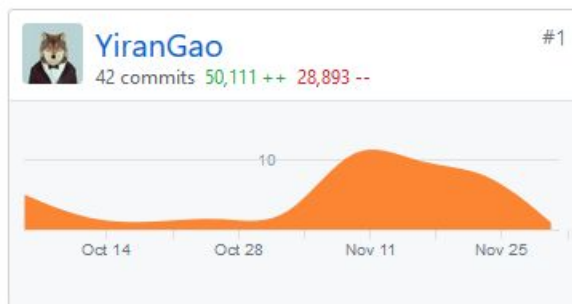 YiranGao
#1
42 commits 50,111 ++ 28,893 --
10
Oct 14 Oct 28 Nov 11 Nov 25